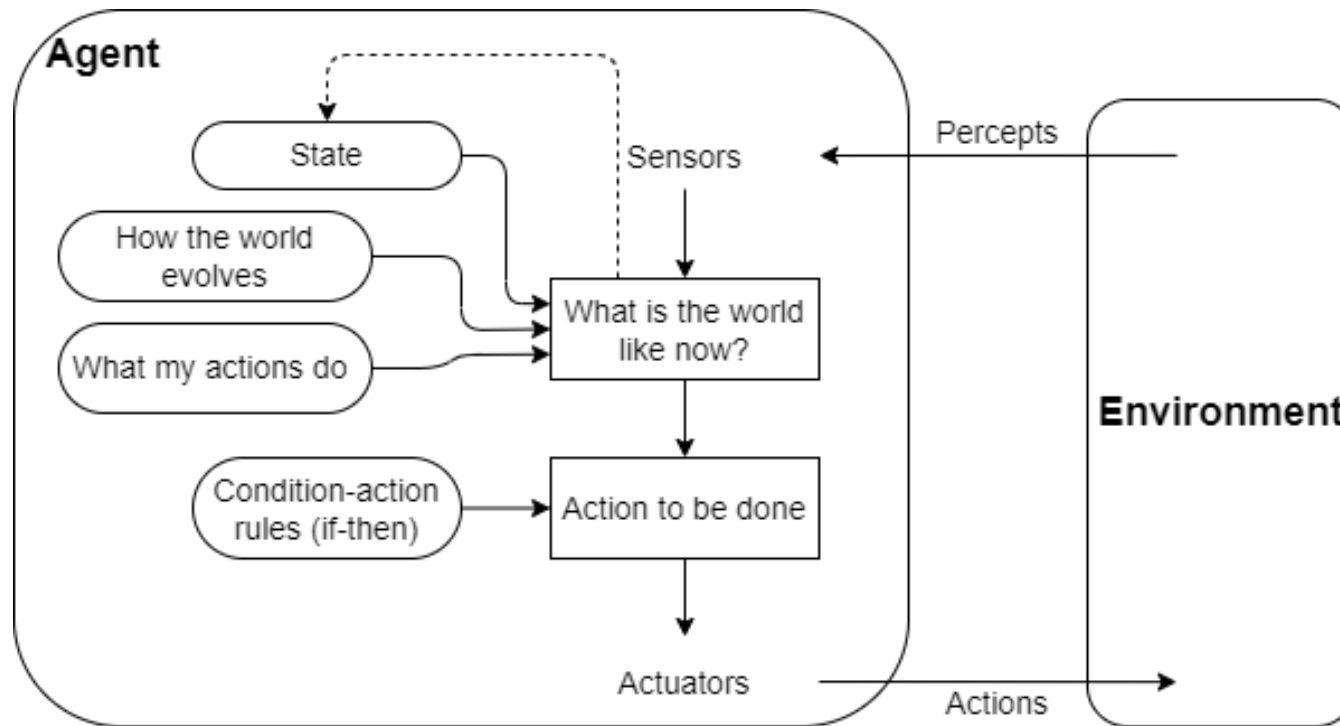 Agent
State
Sensors
Percepts
How the world
evolves
What is the world
like now?
What my actions do
Environment
Condition-action
rules (if-then)
Action to be done
Actuators
Actions